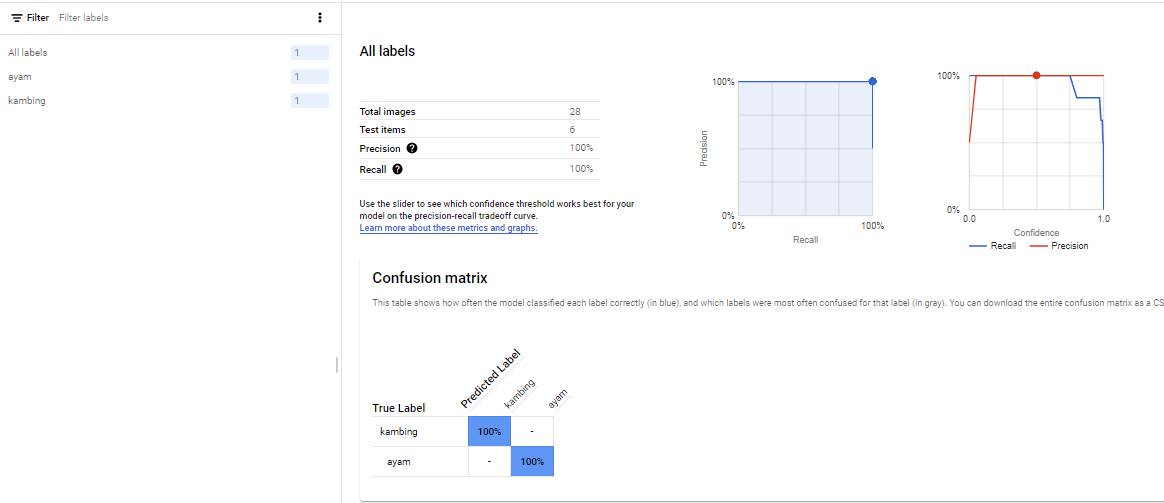 Filter Filter labels
All labels 1
ayam 1
kambing 1
All labels
Total images 28
Test items 6
Precision ? 100%
Recall ? 100%
Use the slider to see which confidence threshold works best for your
model on the precision-recall tradeoff curve.
Learn more about these metrics and graphs.
100%
Precision
0%
0% 100%
Recall
100%
0%
0.0 1.0
Confidence
Recall Precision
Confusion matrix
This table shows how often the model classified each label correctly (in blue), and which labels were most often confused for that label (in gray). You can download the entire confusion matrix as a CS
Predicted Label
kambing
ayam
True Label
kambing 100% -
ayam - 100%